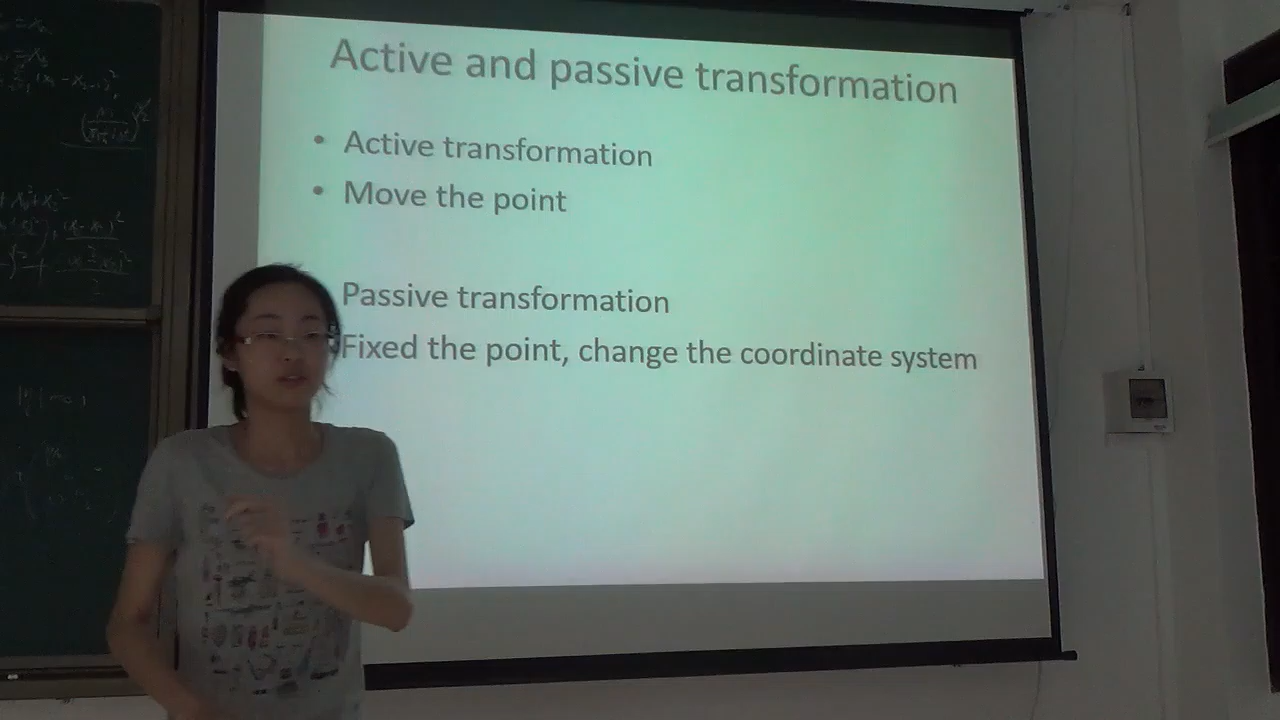 Active and passive transformation
• Active transformation
• Move the point
Passive transformation
Fixed the point, change the coordinate system